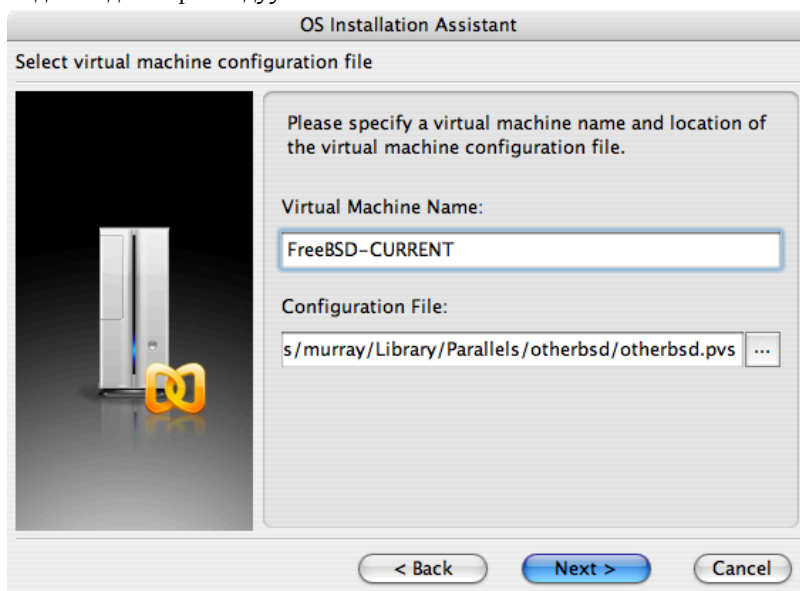 OS Installation Assistant
Select virtual machine configuration file
Please specify a virtual machine name and location of
the virtual machine configuration file.
Virtual Machine Name:
FreeBSD-CURRENT
Configuration File:
s/murray/Library/Parallels/otherbsd/otherbsd.pvs ...
< Back Next > Cancel